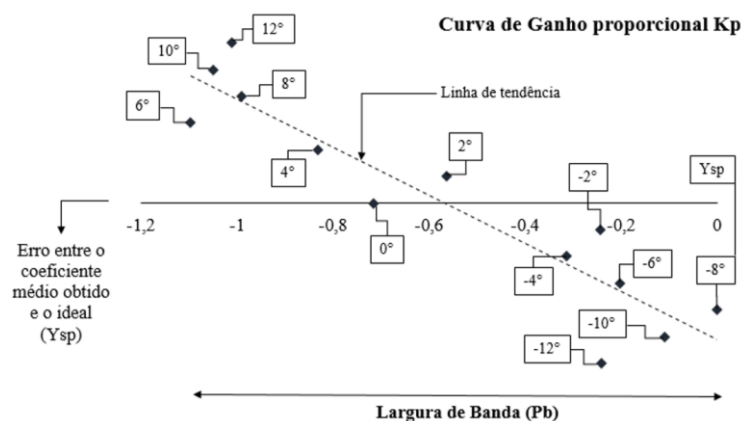 Curva de Ganho proporcional Kp
12°
10°
8°
6°
Linha de tendência
4°
2°
-2°
Ysp
-1,2
-1
-0,8
-0,6
-0,4
-0,2
0
0°
-4°
-6°
-8°
-10°
-12°
Erro entre o
coeficiente
médio obtido
e o ideal
(Ysp)
Largura de Banda (Pb)